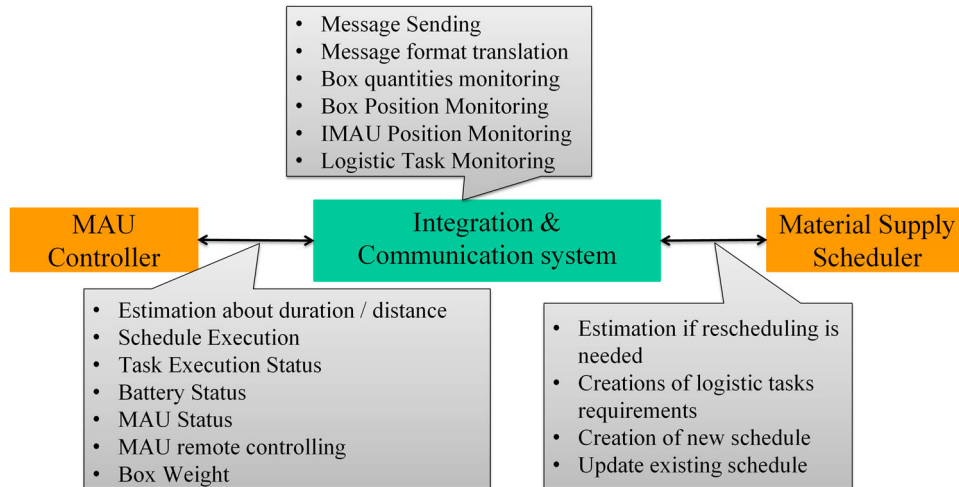 • Message Sending
• Message format translation
• Box quantities monitoring
• Box Position Monitoring
• IMAU Position Monitoring
• Logistic Task Monitoring
MAU
Controller
Integration &
Communication system
Material Supply
Scheduler
• Estimation about duration / distance
• Schedule Execution
• Task Execution Status
• Battery Status
• MAU Status
• MAU remote controlling
• Box Weight
• Estimation if rescheduling is
needed
• Creations of logistic tasks
requirements
• Creation of new schedule
• Update existing schedule